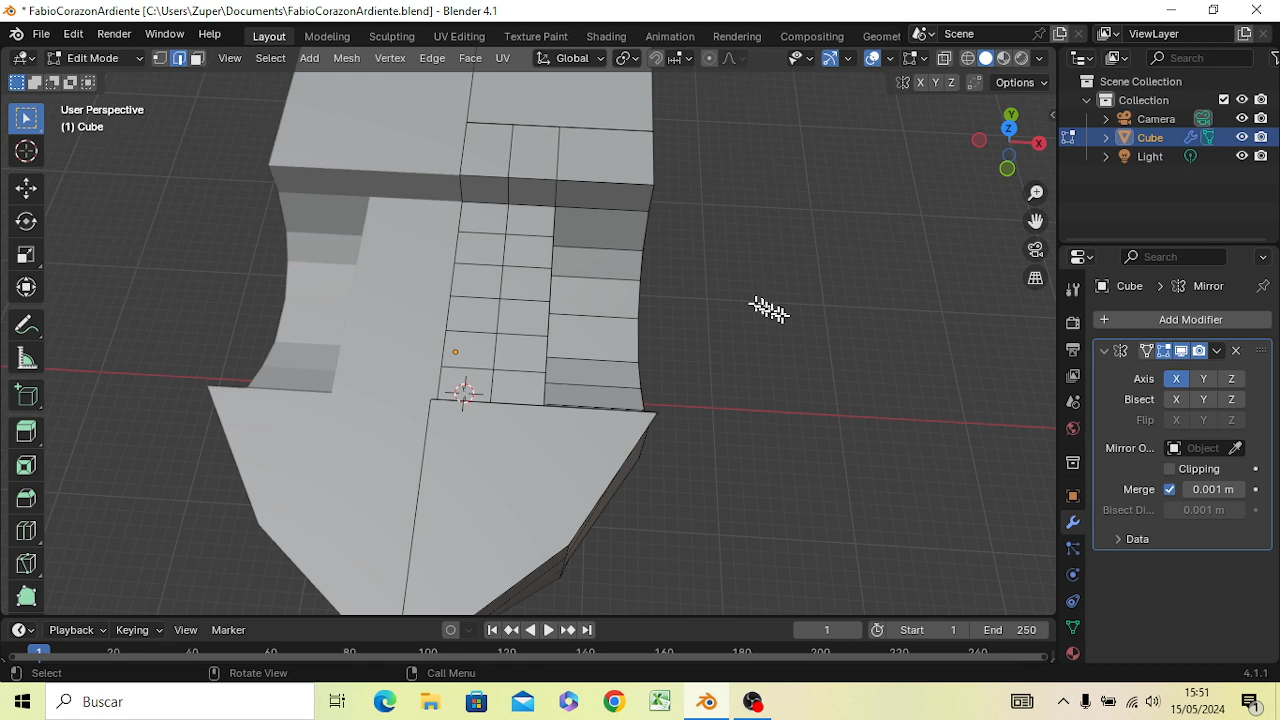 * FabioCorazonArdiente [C:\Users\Zuper\Documents\FabioCorazonArdiente.blend] - Blender 4.1
File Edit Render Window Help Layout Modeling Sculpting UV Editing Texture Paint Shading Animation Rendering Compositing Geomet Scene ViewLayer
Edit Mode View Select Add Mesh Vertex Edge Face UV Global Search
X Y Z Options
User Perspective
(1) Cube
Scene Collection
Collection
Camera
Cube
Light
Y
Z
X
Search
Cube > Mirror
Add Modifier
Axis X Y Z
Bisect X Y Z
Flip X Y Z
Mirror O... Object
Clipping
Merge 0.001 m
Bisect Di... 0.001 m
Data
Playback Keying View Marker 1 Start 1 End 250
1 20 40 60 80 100 120 140 160 180 200 220 240
Select Rotate View Call Menu 4.1.1
Buscar
15:51
15/05/2024
1